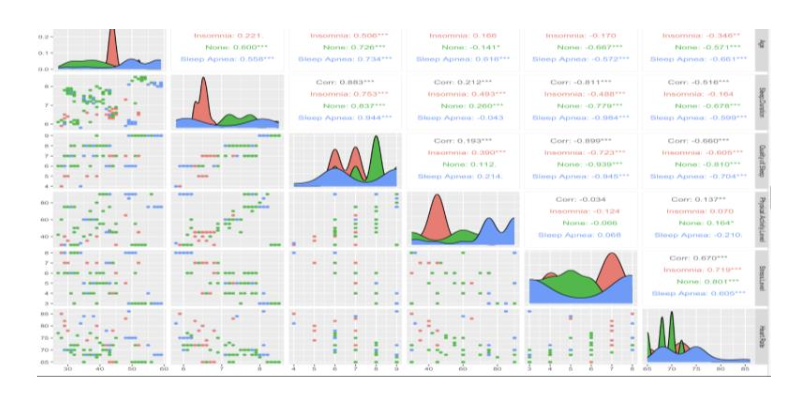 Insomnia: 0.221 Insomnia: 0.506*** Insomnia: 0.166 Insomnia: -0.170 Insomnia: -0.346**
0.2 None: 0.600*** None: 0.726*** None: -0.141* None: -0.667*** None: -0.571*** Age
0.1 Sleep Apnea: 0.558*** Sleep Apnea: 0.734*** Sleep Apnea: 0.616*** Sleep Apnea: -0.572*** Sleep Apnea: -0.661***
0.0
8 Corr: 0.883*** Corr: 0.212*** Corr: -0.811*** Corr: -0.516***
7 Insomnia: 0.753*** Insomnia: 0.493*** Insomnia: -0.488*** Insomnia: -0.164 Sleep.Duration
None: 0.837*** None: 0.260*** None: -0.779*** None: -0.678***
6 Sleep Apnea: 0.944*** Sleep Apnea: -0.043 Sleep Apnea: -0.984*** Sleep Apnea: -0.599***
9 Corr: 0.193*** Corr: -0.899*** Corr: -0.660***
8
7 Insomnia: 0.390*** Insomnia: -0.723*** Insomnia: -0.605*** Quality.of.Sleep
6 None: 0.112. None: -0.939*** None: -0.810***
5 Sleep Apnea: 0.214. Sleep Apnea: -0.945*** Sleep Apnea: -0.704***
4
Corr: -0.034 Corr: 0.137**
80 Insomnia: -0.124 Insomnia: 0.070 Physical.Activity.Level
60 None: -0.086 None: 0.164*
40 Sleep Apnea: 0.068 Sleep Apnea: -0.210.
8 Corr: 0.670***
7
6 Insomnia: 0.719*** Stress.Level
5 None: 0.801***
4 Sleep Apnea: 0.605***
3
85
80
75 Heart.Rate
70
65
30 40 50 60 6 7 8 4 5 6 7 8 9 40 60 80 3 4 5 6 7 8 65 70 75 80 85